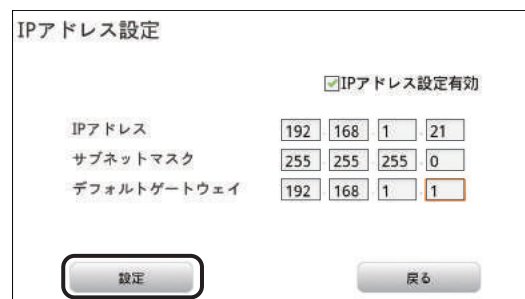 IPアドレス設定
IPアドレス設定有効
IPアドレス 192 168 1 21
サブネットマスク 255 255 255 0
デフォルトゲートウェイ 192 168 1 1
設定 戻る